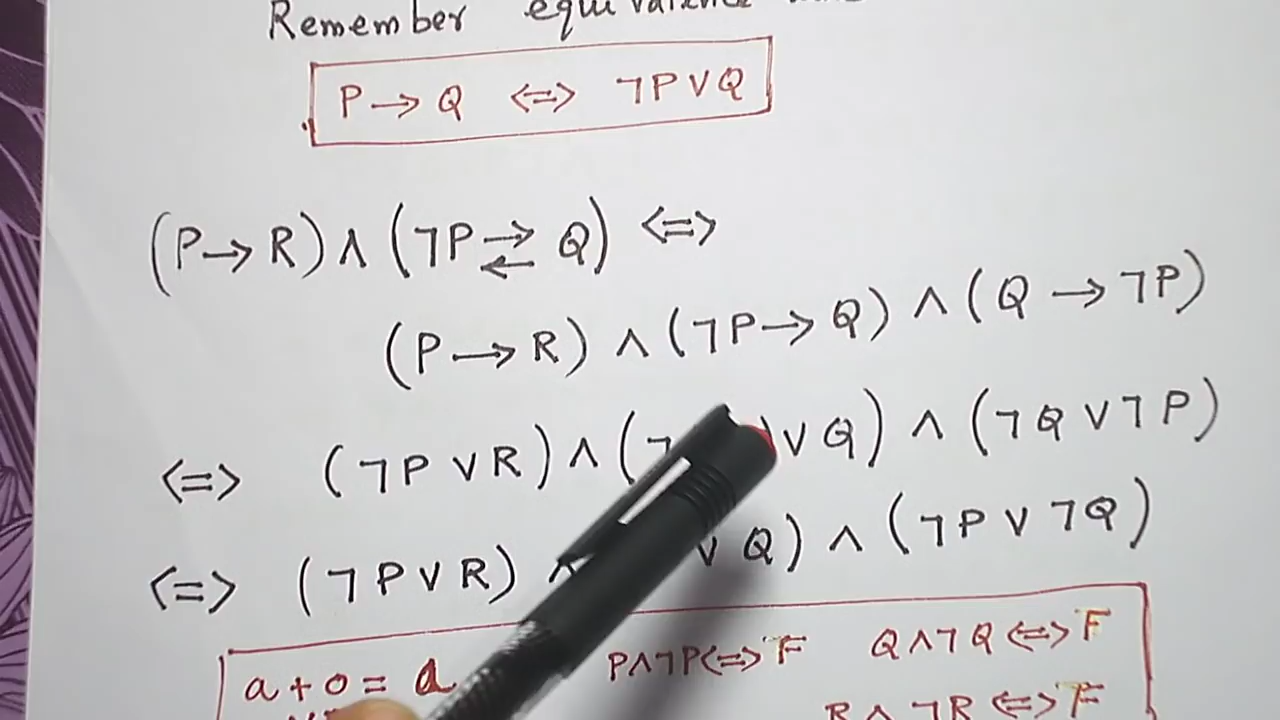 Remember
P → Q <=> ¬P ∨ Q
(P → R) ∧ (¬P ⇄ Q) <=>
(P → R) ∧ (¬P → Q) ∧ (Q → ¬P)
<=> (¬P ∨ R) ∧ (¬ ∨ Q) ∧ (¬Q ∨ ¬P)
<=> (¬P ∨ R) ∧ ∨ Q) ∧ (¬P ∨ ¬Q)
a + 0 = a P ∧ ¬P <=> F Q ∧ ¬Q <=> F
R ∧ ¬R <=> F